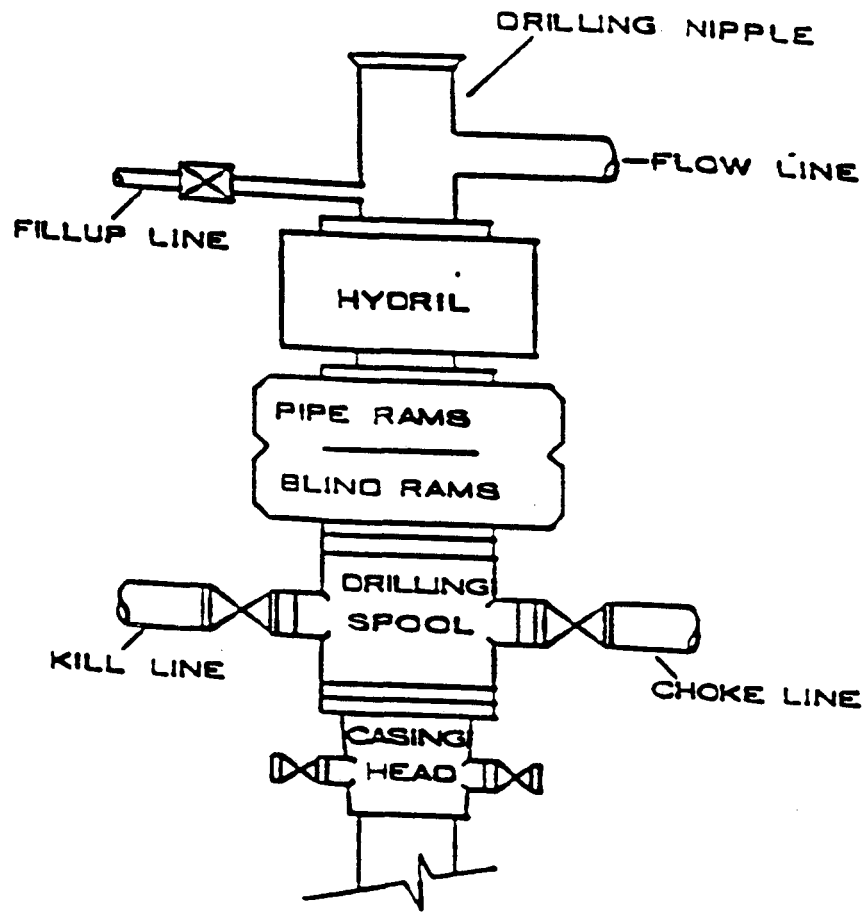 DRILLING NIPPLE
FLOW LINE
FILLUP LINE
HYDRIL
PIPE RAMS
BLIND RAMS
DRILLING
SPOOL
KILL LINE
CHOKE LINE
CASING
HEAD